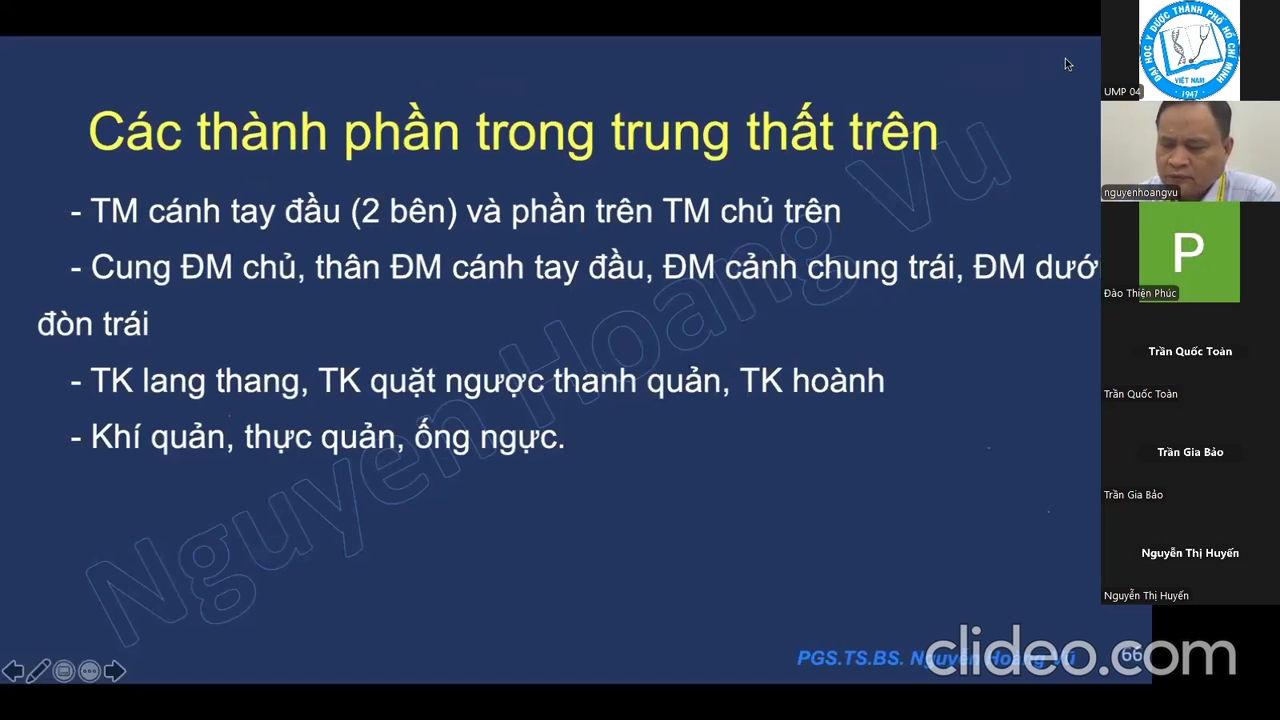 Các thành phần trong trung thất trên
- TM cánh tay đầu (2 bên) và phần trên TM chủ trên
- Cung ĐM chủ, thân ĐM cánh tay đầu, ĐM cảnh chung trái, ĐM dướ
đòn trái
- TK lang thang, TK quặt ngược thanh quản, TK hoành
- Khí quản, thực quản, ống ngực.
Nguyen Hoang Vu
PGS.TS.BS. Nguyễn Hoàng Vũ
66
clideo.com
ĐẠI HỌC Y DƯỢC THÀNH PHỐ HỒ CHÍ MINH
VIỆT NAM
1947
UMP 04
nguyenhoangvu
P
Đào Thiện Phúc
Trần Quốc Toàn
Trần Quốc Toàn
Trần Gia Bảo
Trần Gia Bảo
Nguyễn Thị Huyến
Nguyễn Thị Huyến